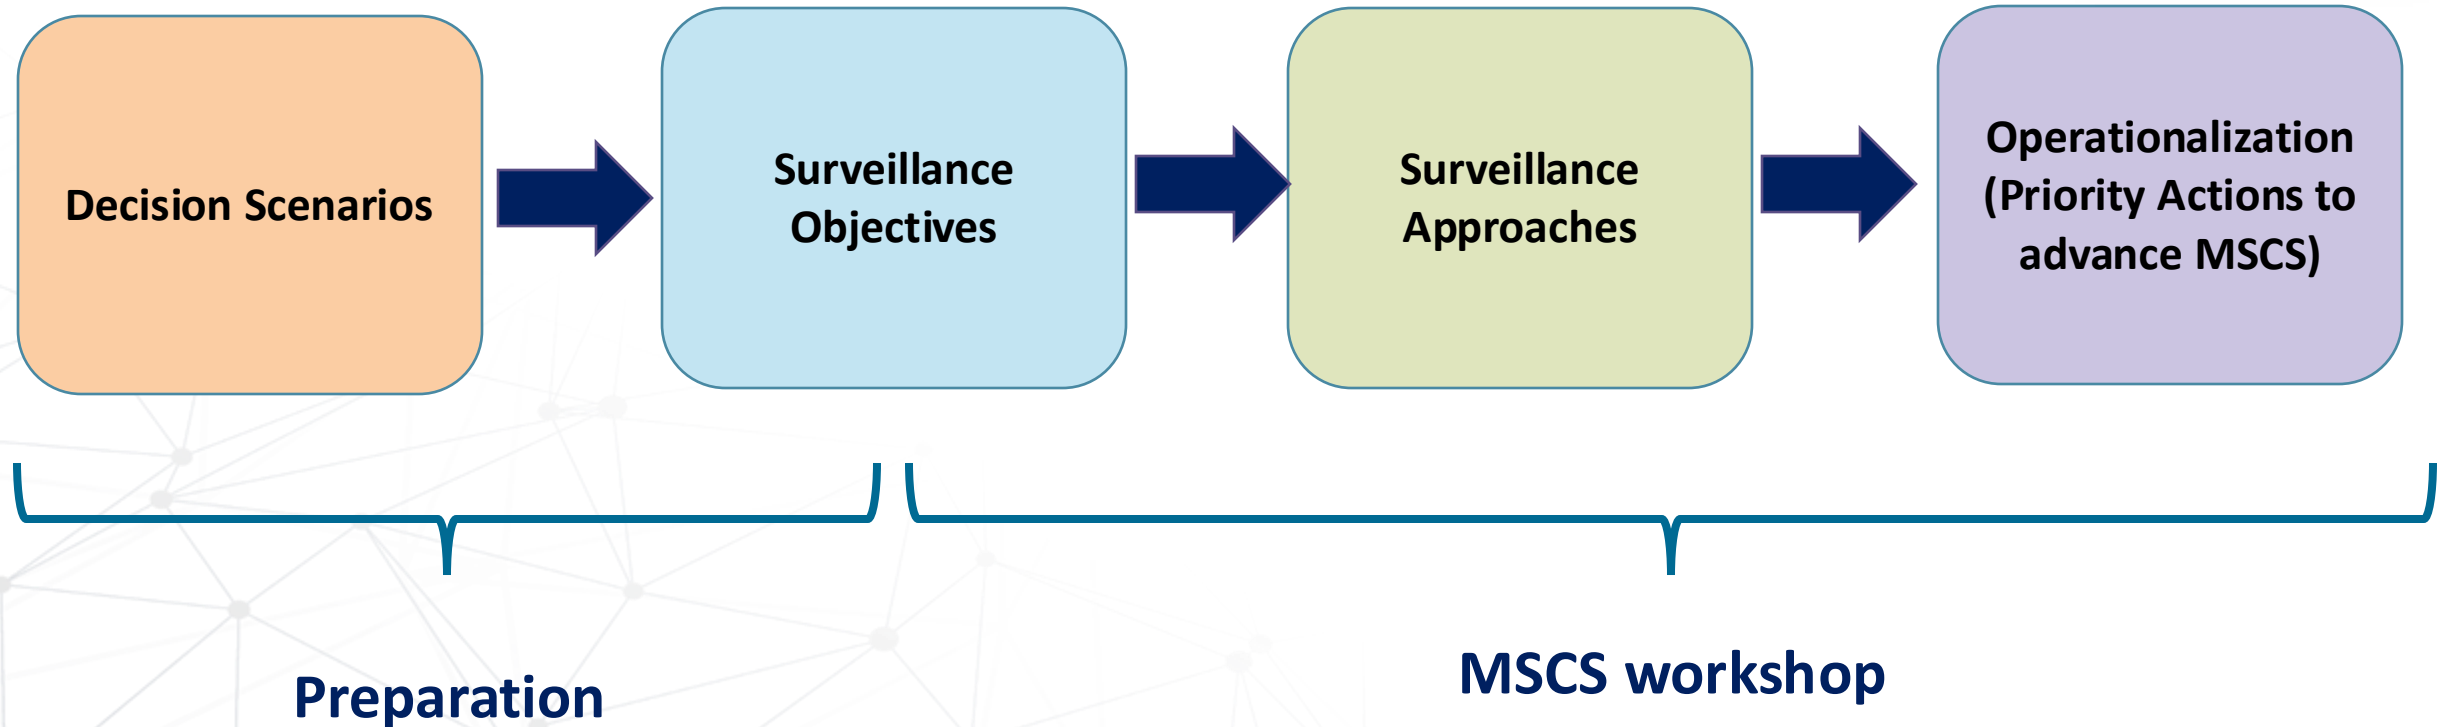 Decision Scenarios
Surveillance
Objectives
Surveillance
Approaches
Operationalization
(Priority Actions to
advance MSCS)
Preparation
MSCS workshop